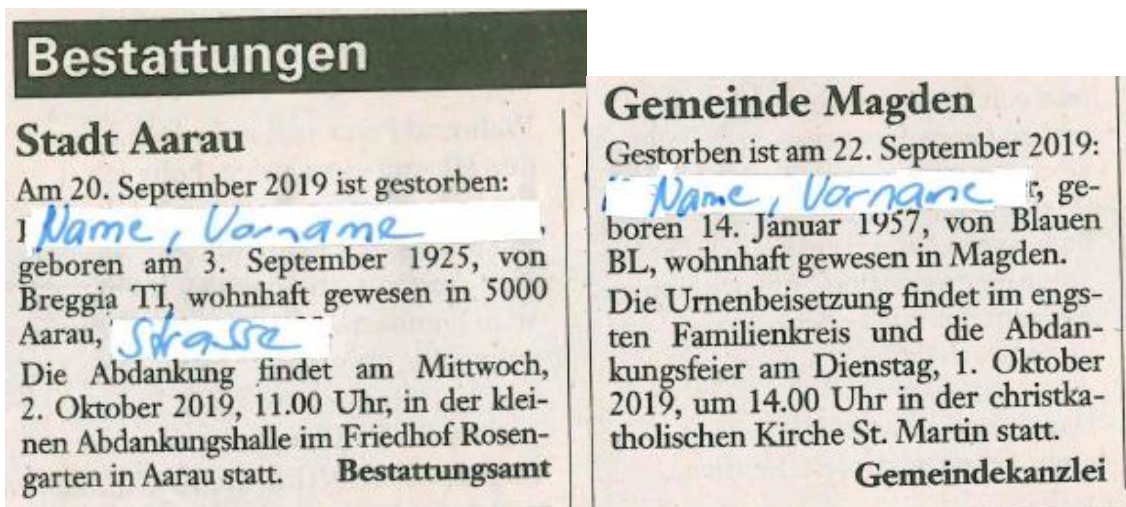 Bestattungen
Stadt Aarau
Am 20. September 2019 ist gestorben:
Name, Vorname ,
geboren am 3. September 1925, von
Breggia TI, wohnhaft gewesen in 5000
Aarau, Strasse
Die Abdankung findet am Mittwoch,
2. Oktober 2019, 11.00 Uhr, in der klei-
nen Abdankungshalle im Friedhof Rosen-
garten in Aarau statt. Bestattungsamt
Gemeinde Magden
Gestorben ist am 22. September 2019:
Name, Vorname r, ge-
boren 14. Januar 1957, von Blauen
BL, wohnhaft gewesen in Magden.
Die Urnenbeisetzung findet im engs-
ten Familienkreis und die Abdan-
kungsfeier am Dienstag, 1. Oktober
2019, um 14.00 Uhr in der christka-
tholischen Kirche St. Martin statt.
Gemeindekanzlei